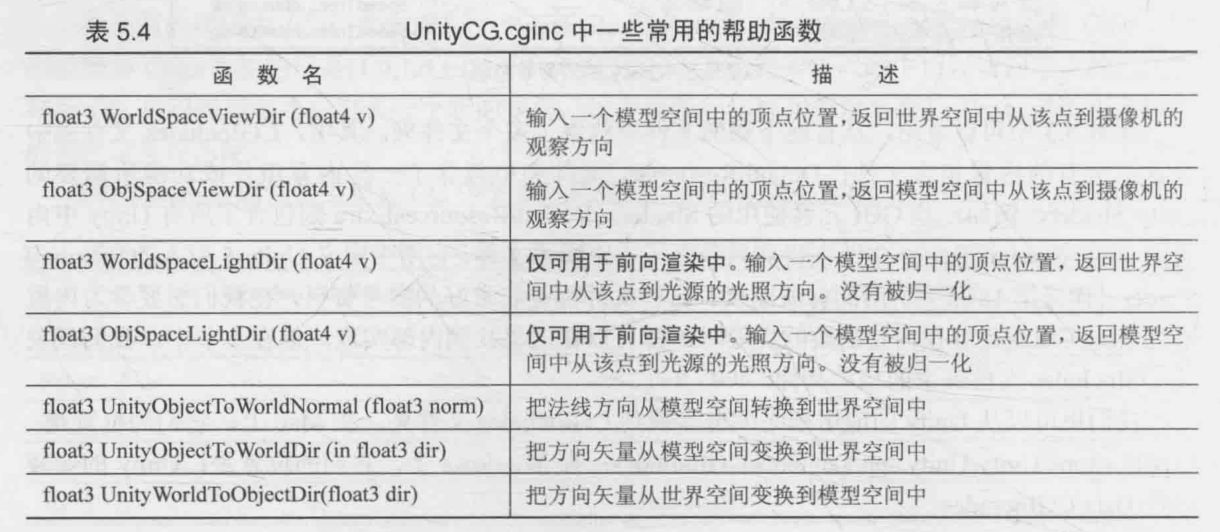 表 5.4 UnityCG.cginc 中一些常用的帮助函数
函 数 名 描 述
float3 WorldSpaceViewDir (float4 v) 输入一个模型空间中的顶点位置,返回世界空间中从该点到摄像机的
观察方向
float3 ObjSpaceViewDir (float4 v) 输入一个模型空间中的顶点位置,返回模型空间中从该点到摄像机的
观察方向
float3 WorldSpaceLightDir (float4 v) 仅可用于前向渲染中。输入一个模型空间中的顶点位置,返回世界空
间中从该点到光源的光照方向。没有被归一化
float3 ObjSpaceLightDir (float4 v) 仅可用于前向渲染中。输入一个模型空间中的顶点位置,返回模型空
间中从该点到光源的光照方向。没有被归一化
float3 UnityObjectToWorldNormal (float3 norm) 把法线方向从模型空间转换到世界空间中
float3 UnityObjectToWorldDir (in float3 dir) 把方向矢量从模型空间变换到世界空间中
float3 UnityWorldToObjectDir(float3 dir) 把方向矢量从世界空间变换到模型空间中